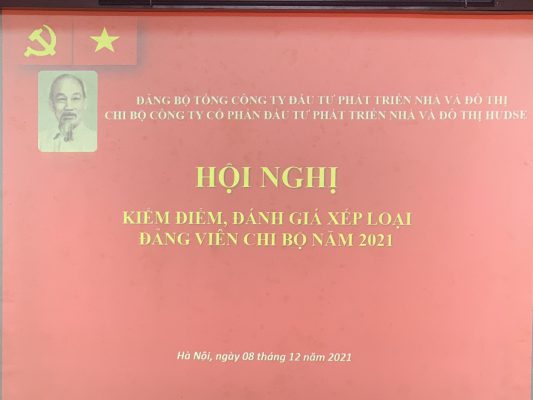 ĐẢNG BỘ TỔNG CÔNG TY ĐẦU TƯ PHÁT TRIỂN NHÀ VÀ ĐÔ THỊ
CHI BỘ CÔNG TY CỔ PHẦN ĐẦU TƯ PHÁT TRIỂN NHÀ VÀ ĐÔ THỊ HUDSE
HỘI NGHỊ
KIỂM ĐIỂM, ĐÁNH GIÁ XẾP LOẠI
ĐẢNG VIÊN CHI BỘ NĂM 2021
Hà Nội, ngày 08 tháng 12 năm 2021